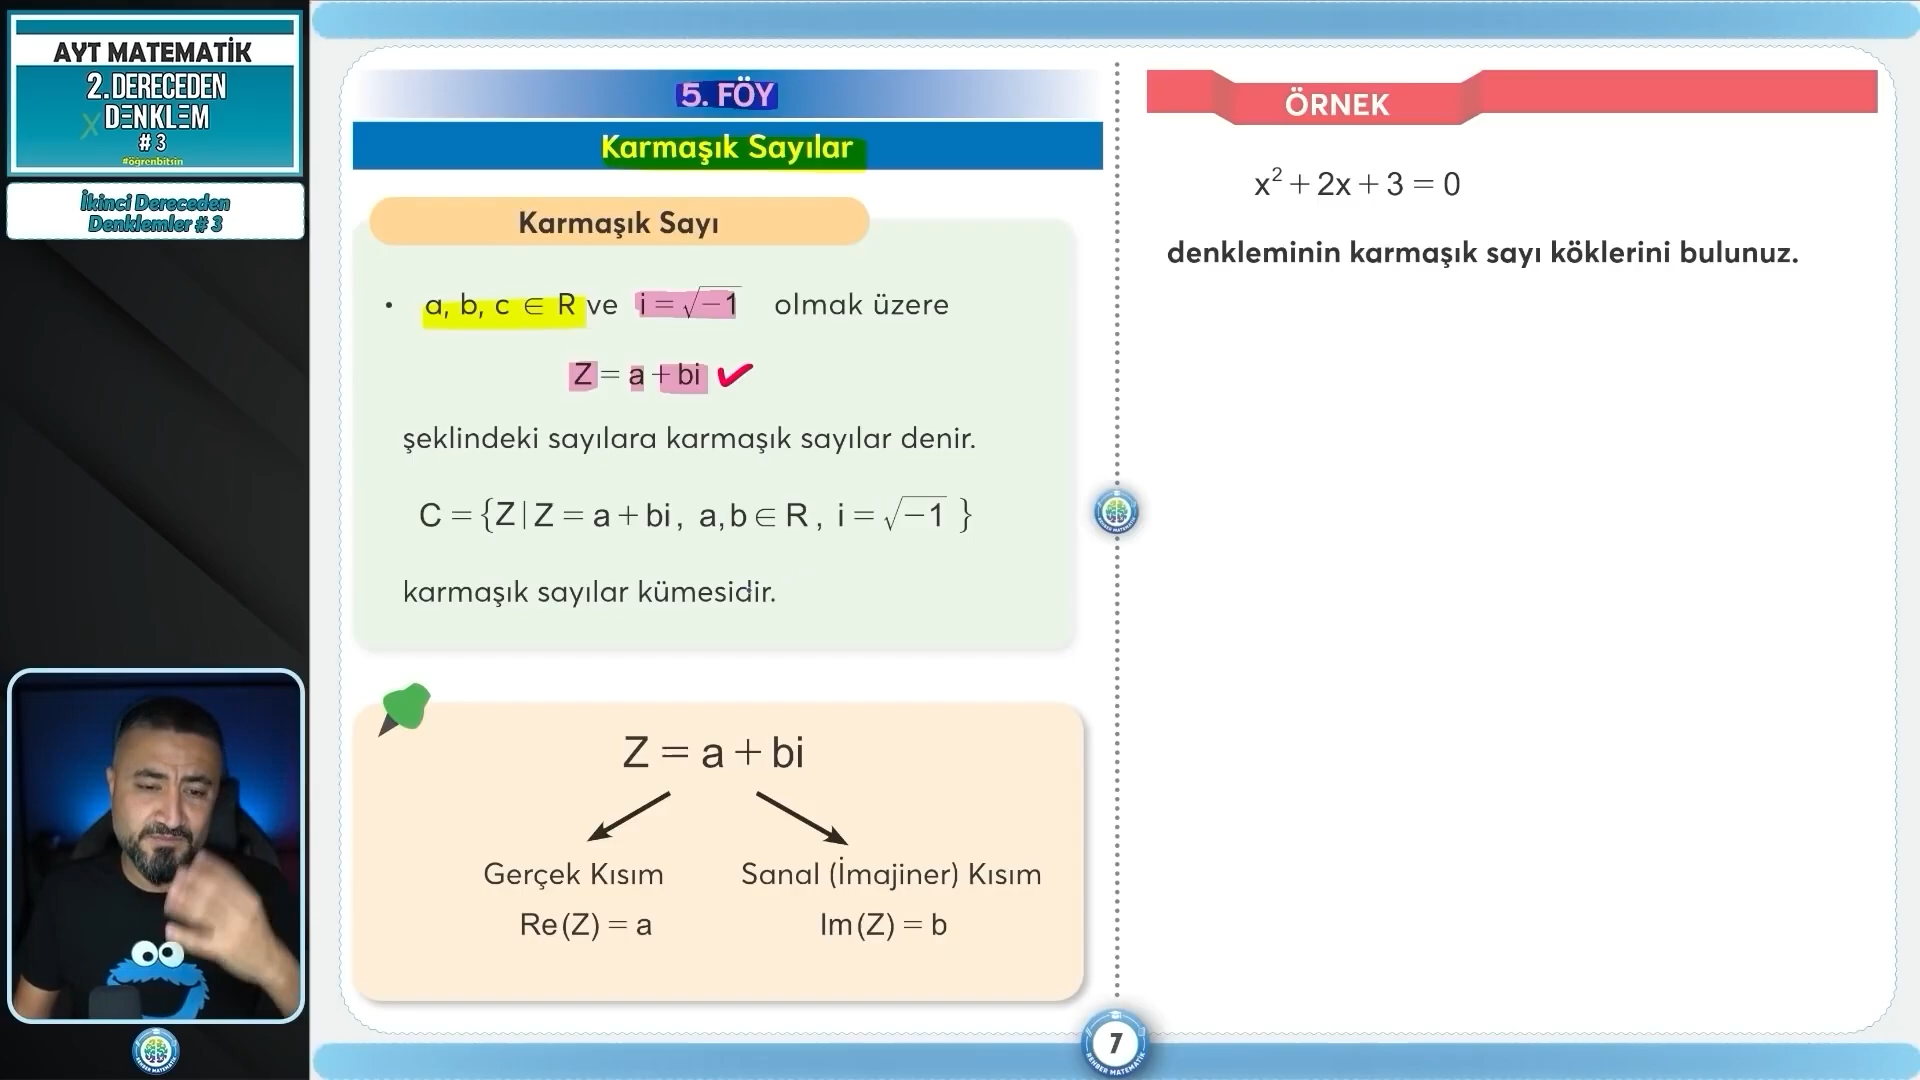 AYT MATEMATİK
2. DERECEDEN
DENKLEM
# 3
#öğrenbitsin
İkinci Dereceden
Denklemler # 3
5. FÖY
Karmaşık Sayılar
Karmaşık Sayı
• a, b, c ∈ R ve i = √−1 olmak üzere
Z = a + bi
şeklindeki sayılara karmaşık sayılar denir.
C = {Z | Z = a + bi, a, b ∈ R, i = √−1 }
karmaşık sayılar kümesidir.
Z = a + bi
Gerçek Kısım
Re(Z) = a
Sanal (İmajiner) Kısım
Im(Z) = b
ÖRNEK
x² + 2x + 3 = 0
denkleminin karmaşık sayı köklerini bulunuz.
7
REHBER MATEMATİK